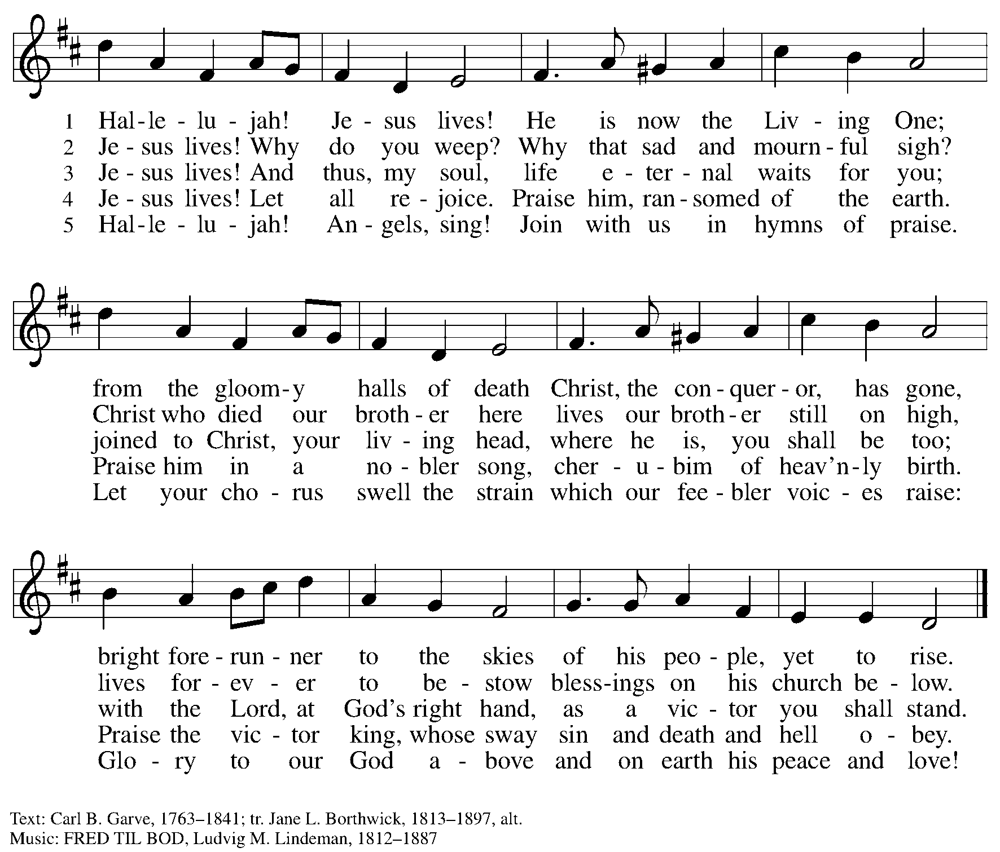 1 Hal - le - lu - jah! Je - sus lives! He is now the Liv - ing One;
2 Je - sus lives! Why do you weep? Why that sad and mourn - ful sigh?
3 Je - sus lives! And thus, my soul, life e - ter - nal waits for you;
4 Je - sus lives! Let all re - joice. Praise him, ran - somed of the earth.
5 Hal - le - lu - jah! An - gels, sing! Join with us in hymns of praise.
from the gloom - y halls of death Christ, the con - quer - or, has gone,
Christ who died our broth - er here lives our broth - er still on high,
joined to Christ, your liv - ing head, where he is, you shall be too;
Praise him in a no - bler song, cher - u - bim of heav'n - ly birth.
Let your cho - rus swell the strain which our fee - bler voic - es raise:
bright fore - run - ner to the skies of his peo - ple, yet to rise.
lives for - ev - er to be - stow bless - ings on his church be - low.
with the Lord, at God's right hand, as a vic - tor you shall stand.
Praise the vic - tor king, whose sway sin and death and hell o - bey.
Glo - ry to our God a - bove and on earth his peace and love!
Text: Carl B. Garve, 1763–1841; tr. Jane L. Borthwick, 1813–1897, alt.
Music: FRED TIL BOD, Ludvig M. Lindeman, 1812–1887